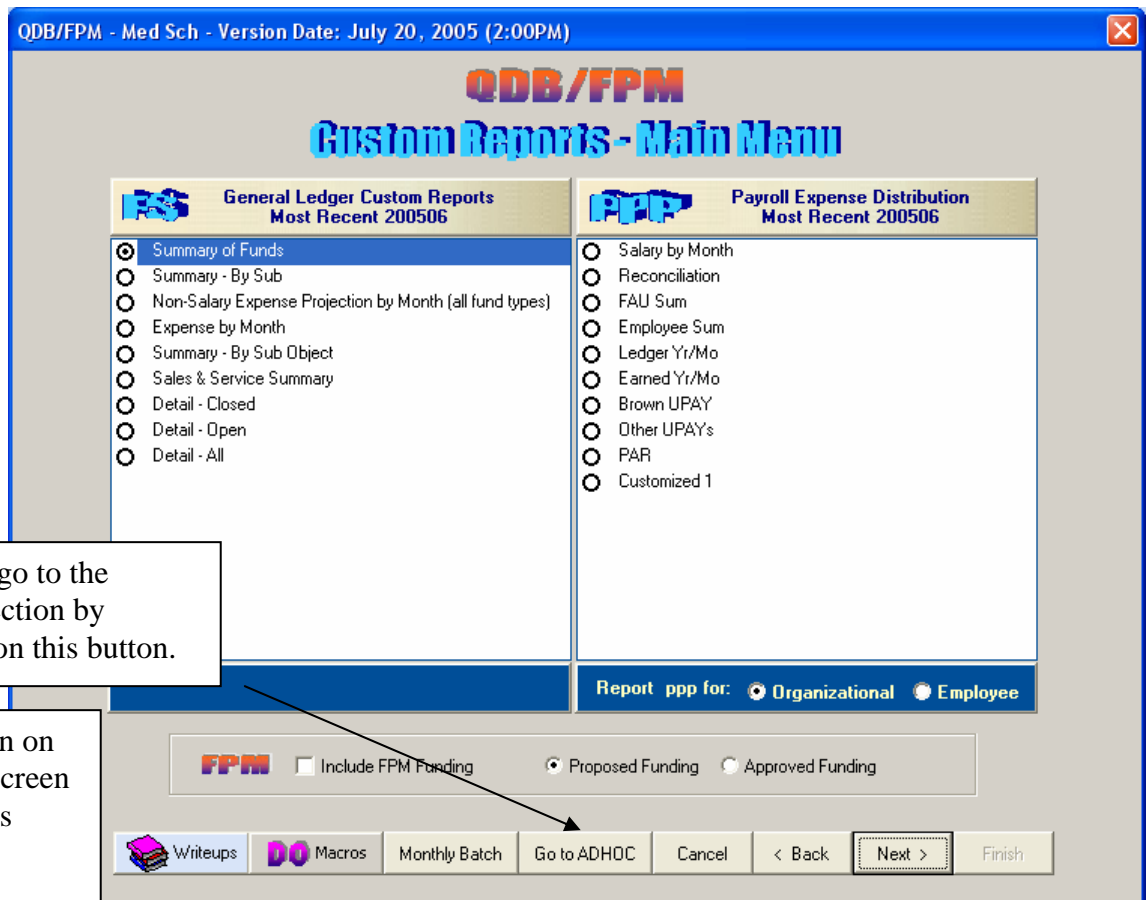 QDB/FPM - Med Sch - Version Date: July 20, 2005 (2:00PM)
QDB/FPM
Custom Reports - Main Menu
FS
General Ledger Custom Reports
Most Recent 200506
Summary of Funds
Summary - By Sub
Non-Salary Expense Projection by Month (all fund types)
Expense by Month
Summary - By Sub Object
Sales & Service Summary
Detail - Closed
Detail - Open
Detail - All
PPP
Payroll Expense Distribution
Most Recent 200506
Salary by Month
Reconciliation
FAU Sum
Employee Sum
Ledger Yr/Mo
Earned Yr/Mo
Brown UPAY
Other UPAY's
PAR
Customized 1
go to the
ction by
on this button.
Report ppp for: Organizational Employee
n on
creen
s
FPM Include FPM Funding Proposed Funding Approved Funding
Writeups DO Macros Monthly Batch Go to ADHOC Cancel < Back Next > Finish